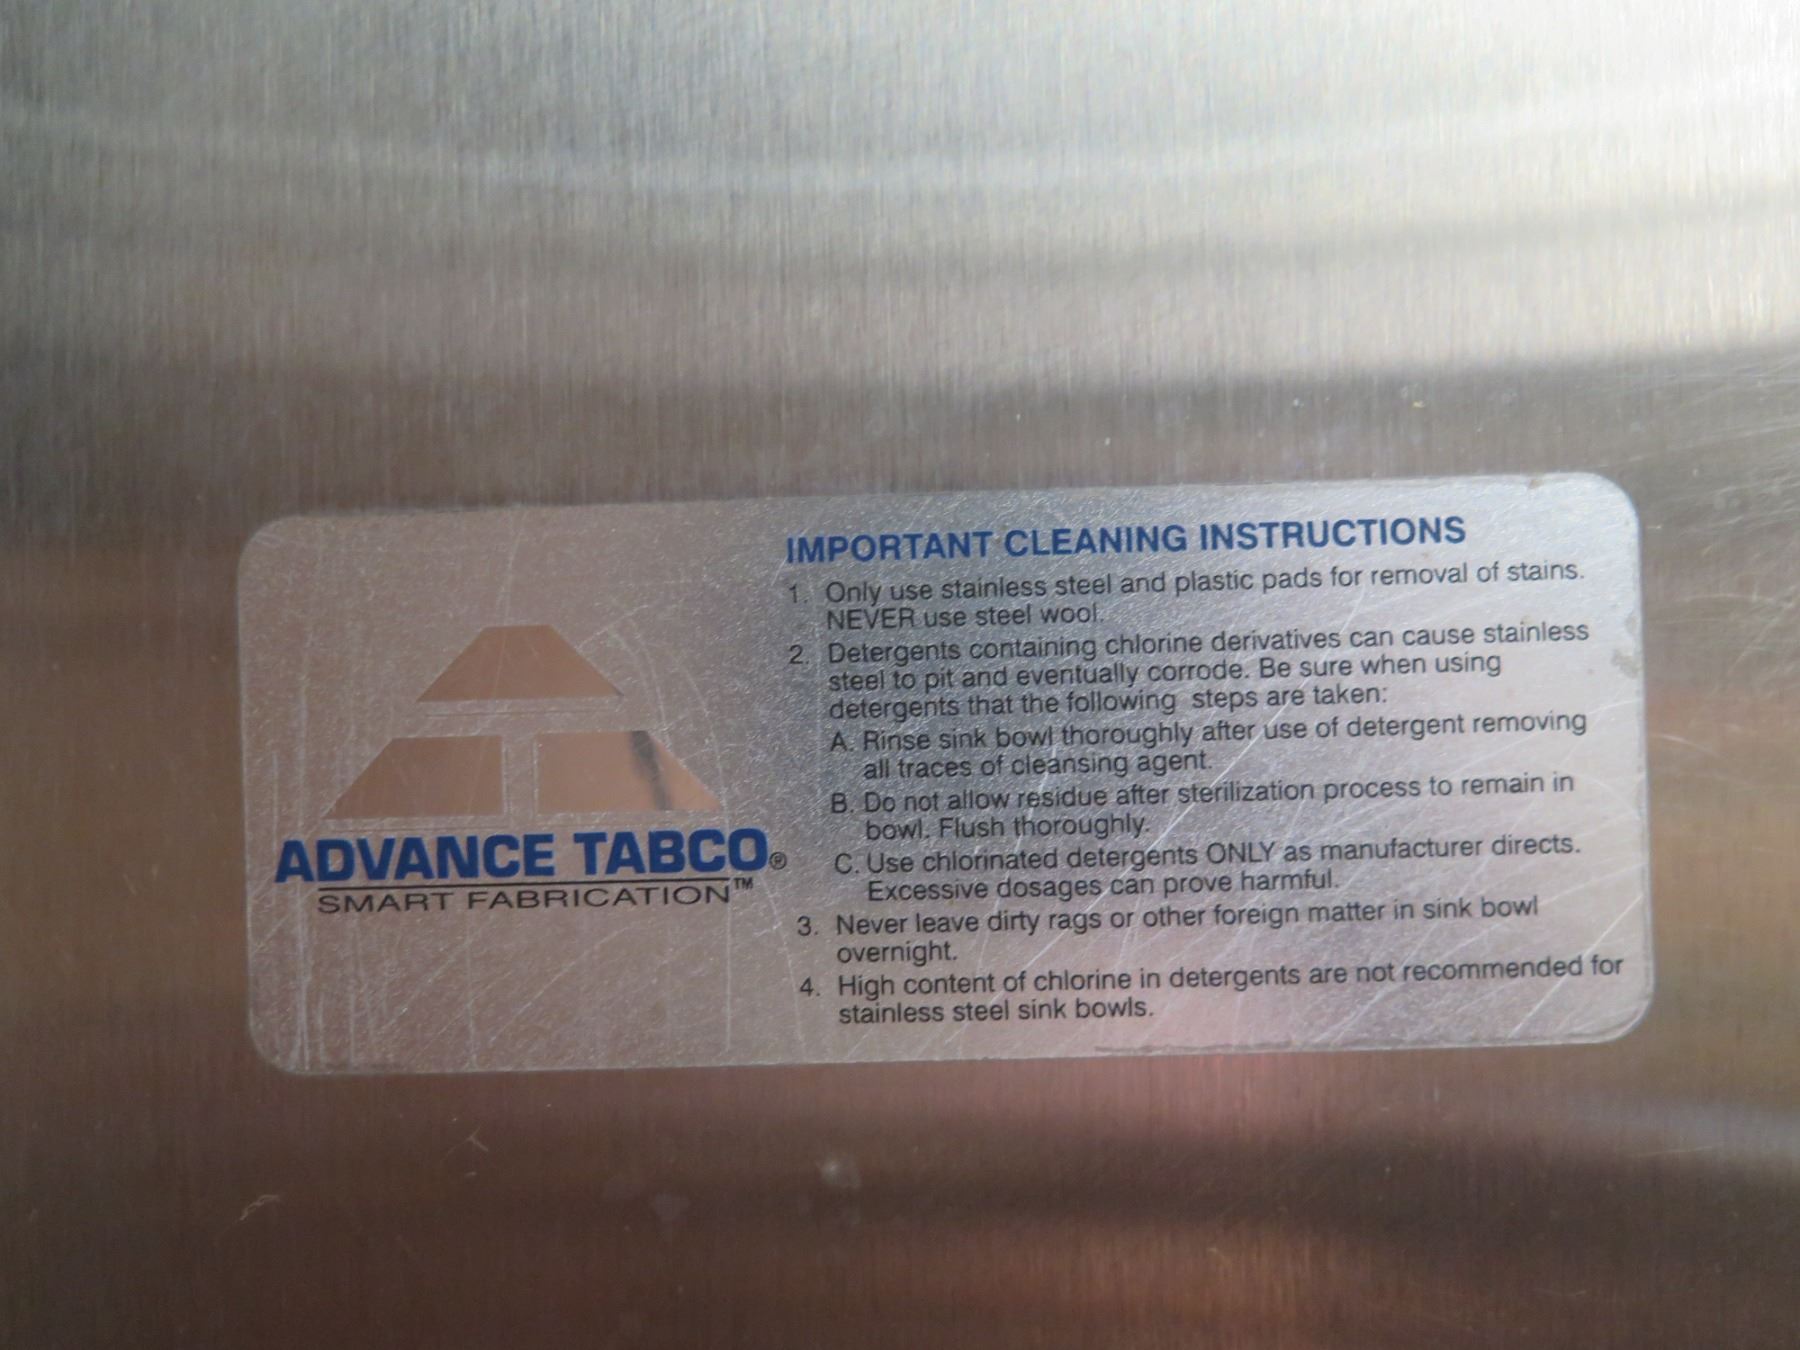 ADVANCE TABCO®
SMART FABRICATION™
IMPORTANT CLEANING INSTRUCTIONS
1. Only use stainless steel and plastic pads for removal of stains.
NEVER use steel wool.
2. Detergents containing chlorine derivatives can cause stainless
steel to pit and eventually corrode. Be sure when using
detergents that the following steps are taken:
A. Rinse sink bowl thoroughly after use of detergent removing
all traces of cleansing agent.
B. Do not allow residue after sterilization process to remain in
bowl. Flush thoroughly.
C. Use chlorinated detergents ONLY as manufacturer directs.
Excessive dosages can prove harmful.
3. Never leave dirty rags or other foreign matter in sink bowl
overnight.
4. High content of chlorine in detergents are not recommended for
stainless steel sink bowls.